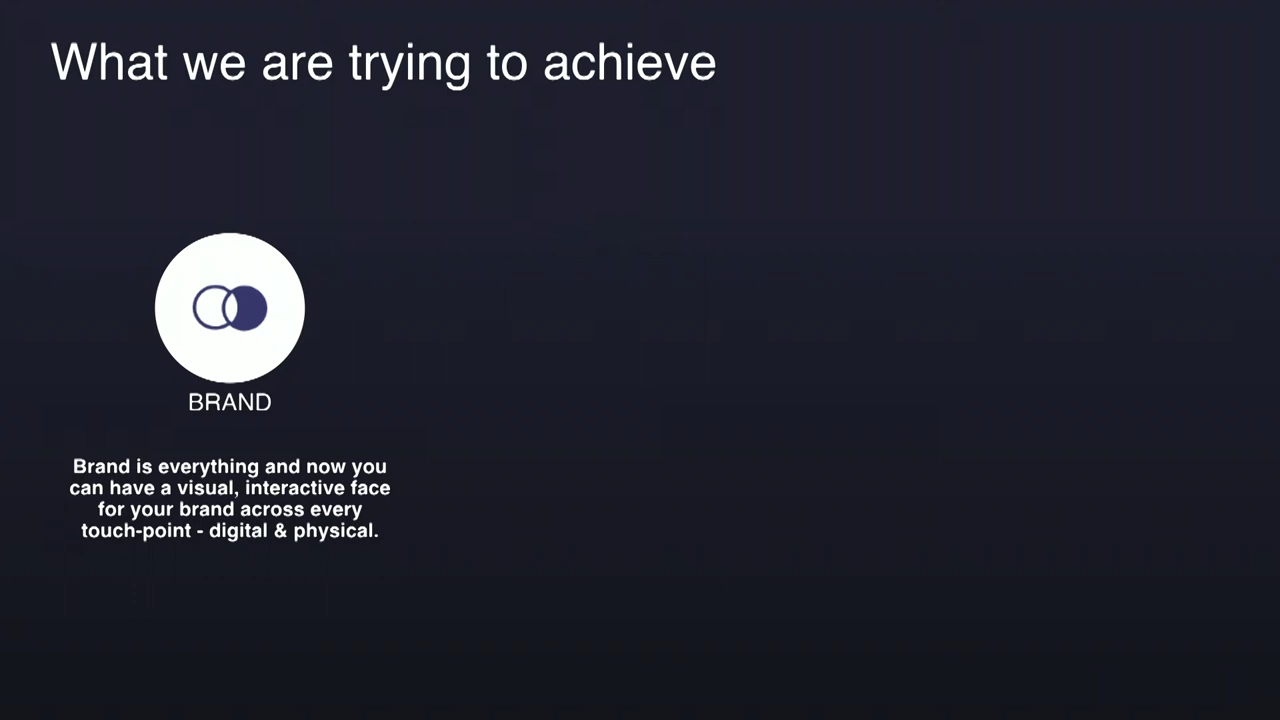 What we are trying to achieve
BRAND
Brand is everything and now you
can have a visual, interactive face
for your brand across every
touch-point - digital & physical.